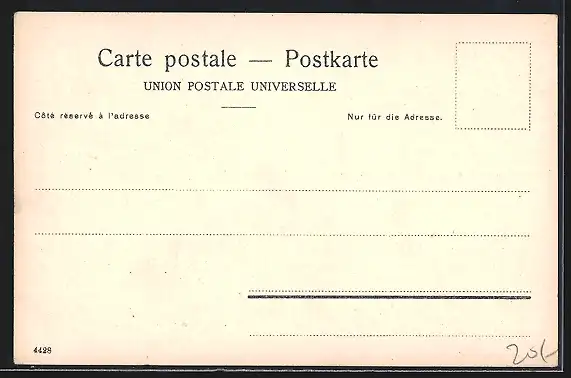 Carte postale — Postkarte
UNION POSTALE UNIVERSELLE
Côté réservé à l'adresse
Nur für die Adresse.
4428
20/-